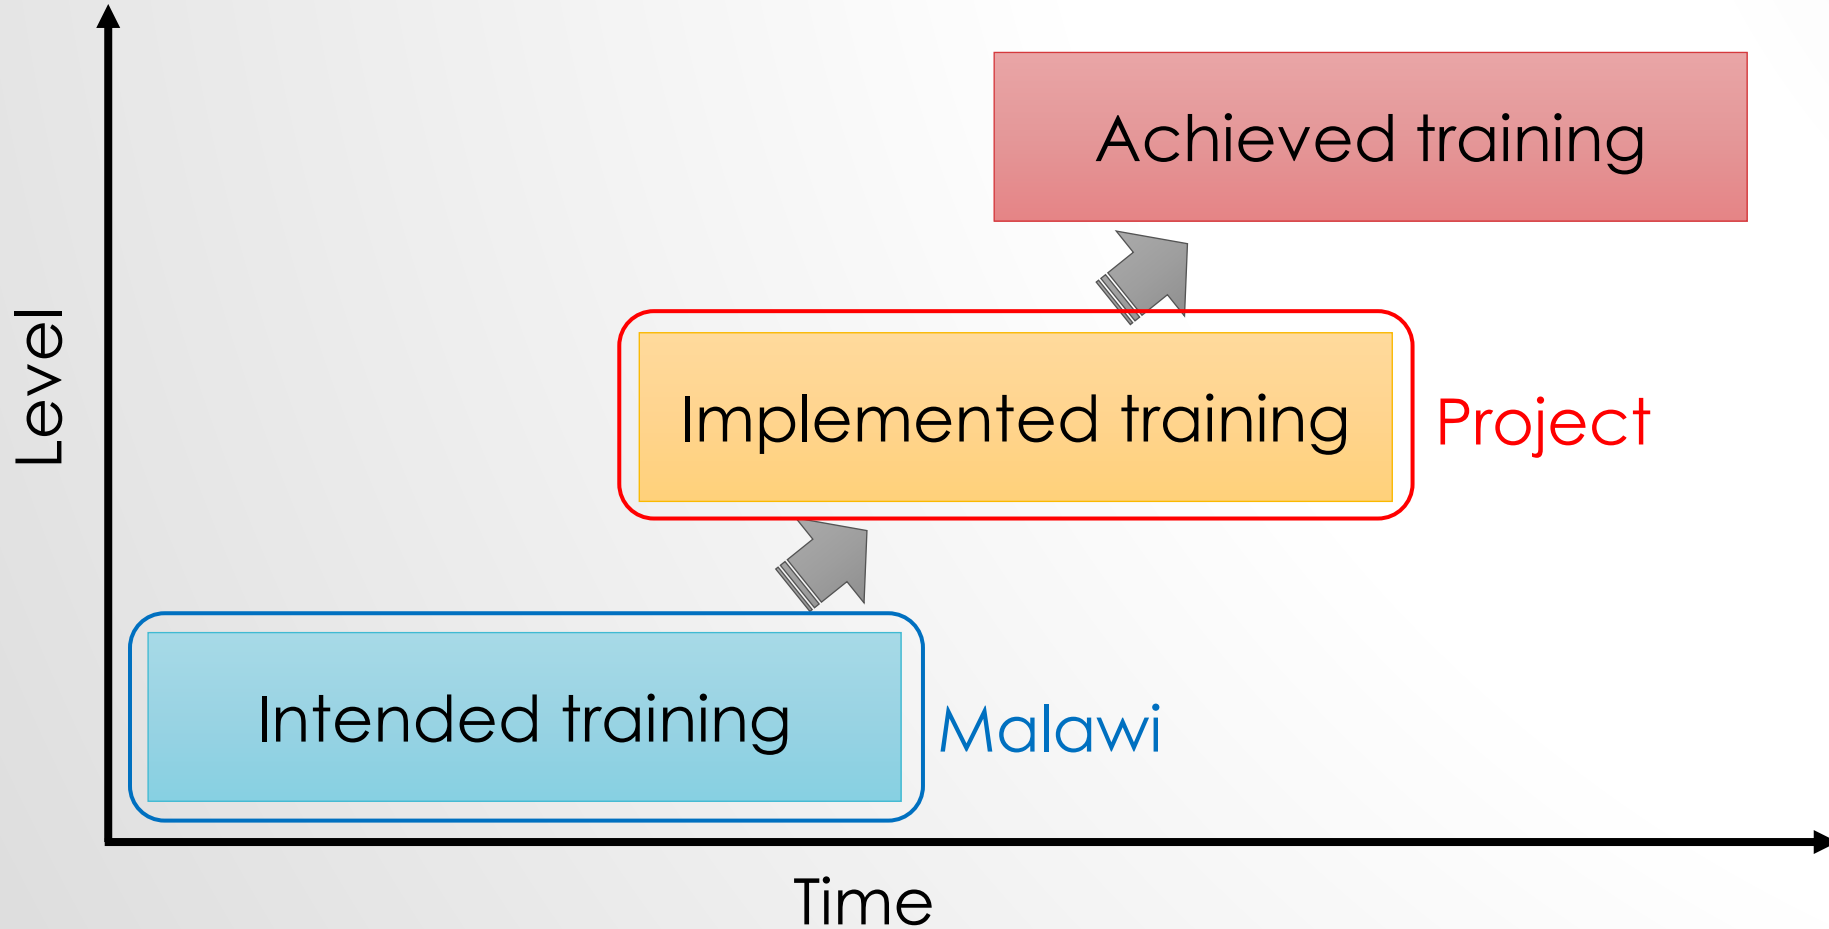 Achieved training
Level
Implemented training
Project
Intended training
Malawi
Time